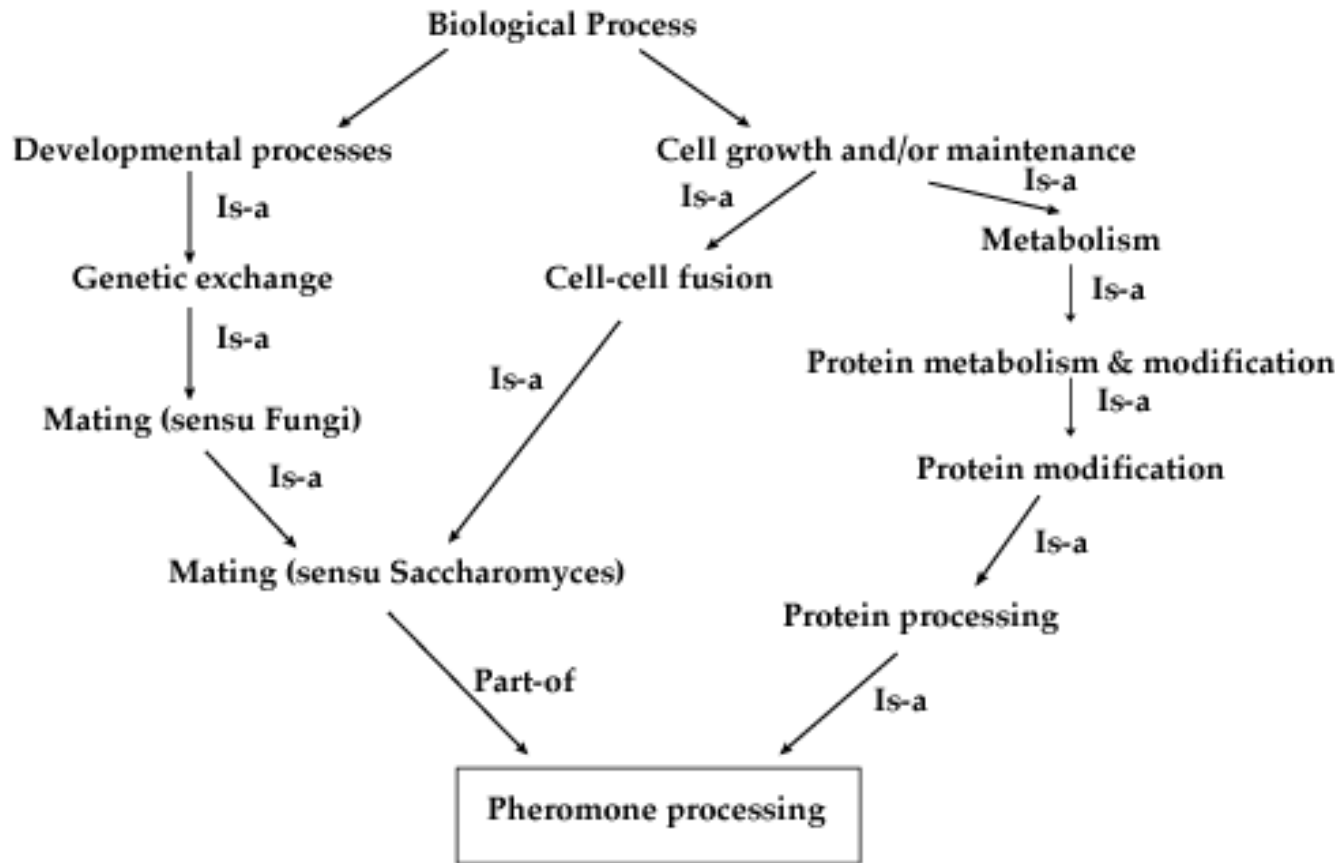 Biological Process
Developmental processes
Cell growth and/or maintenance
Is-a
Is-a
Is-a
Metabolism
Genetic exchange
Cell-cell fusion
Is-a
Is-a
Protein metabolism & modification
Is-a
Is-a
Mating (sensu Fungi)
Protein modification
Is-a
Is-a
Mating (sensu Saccharomyces)
Protein processing
Part-of
Is-a
Pheromone processing